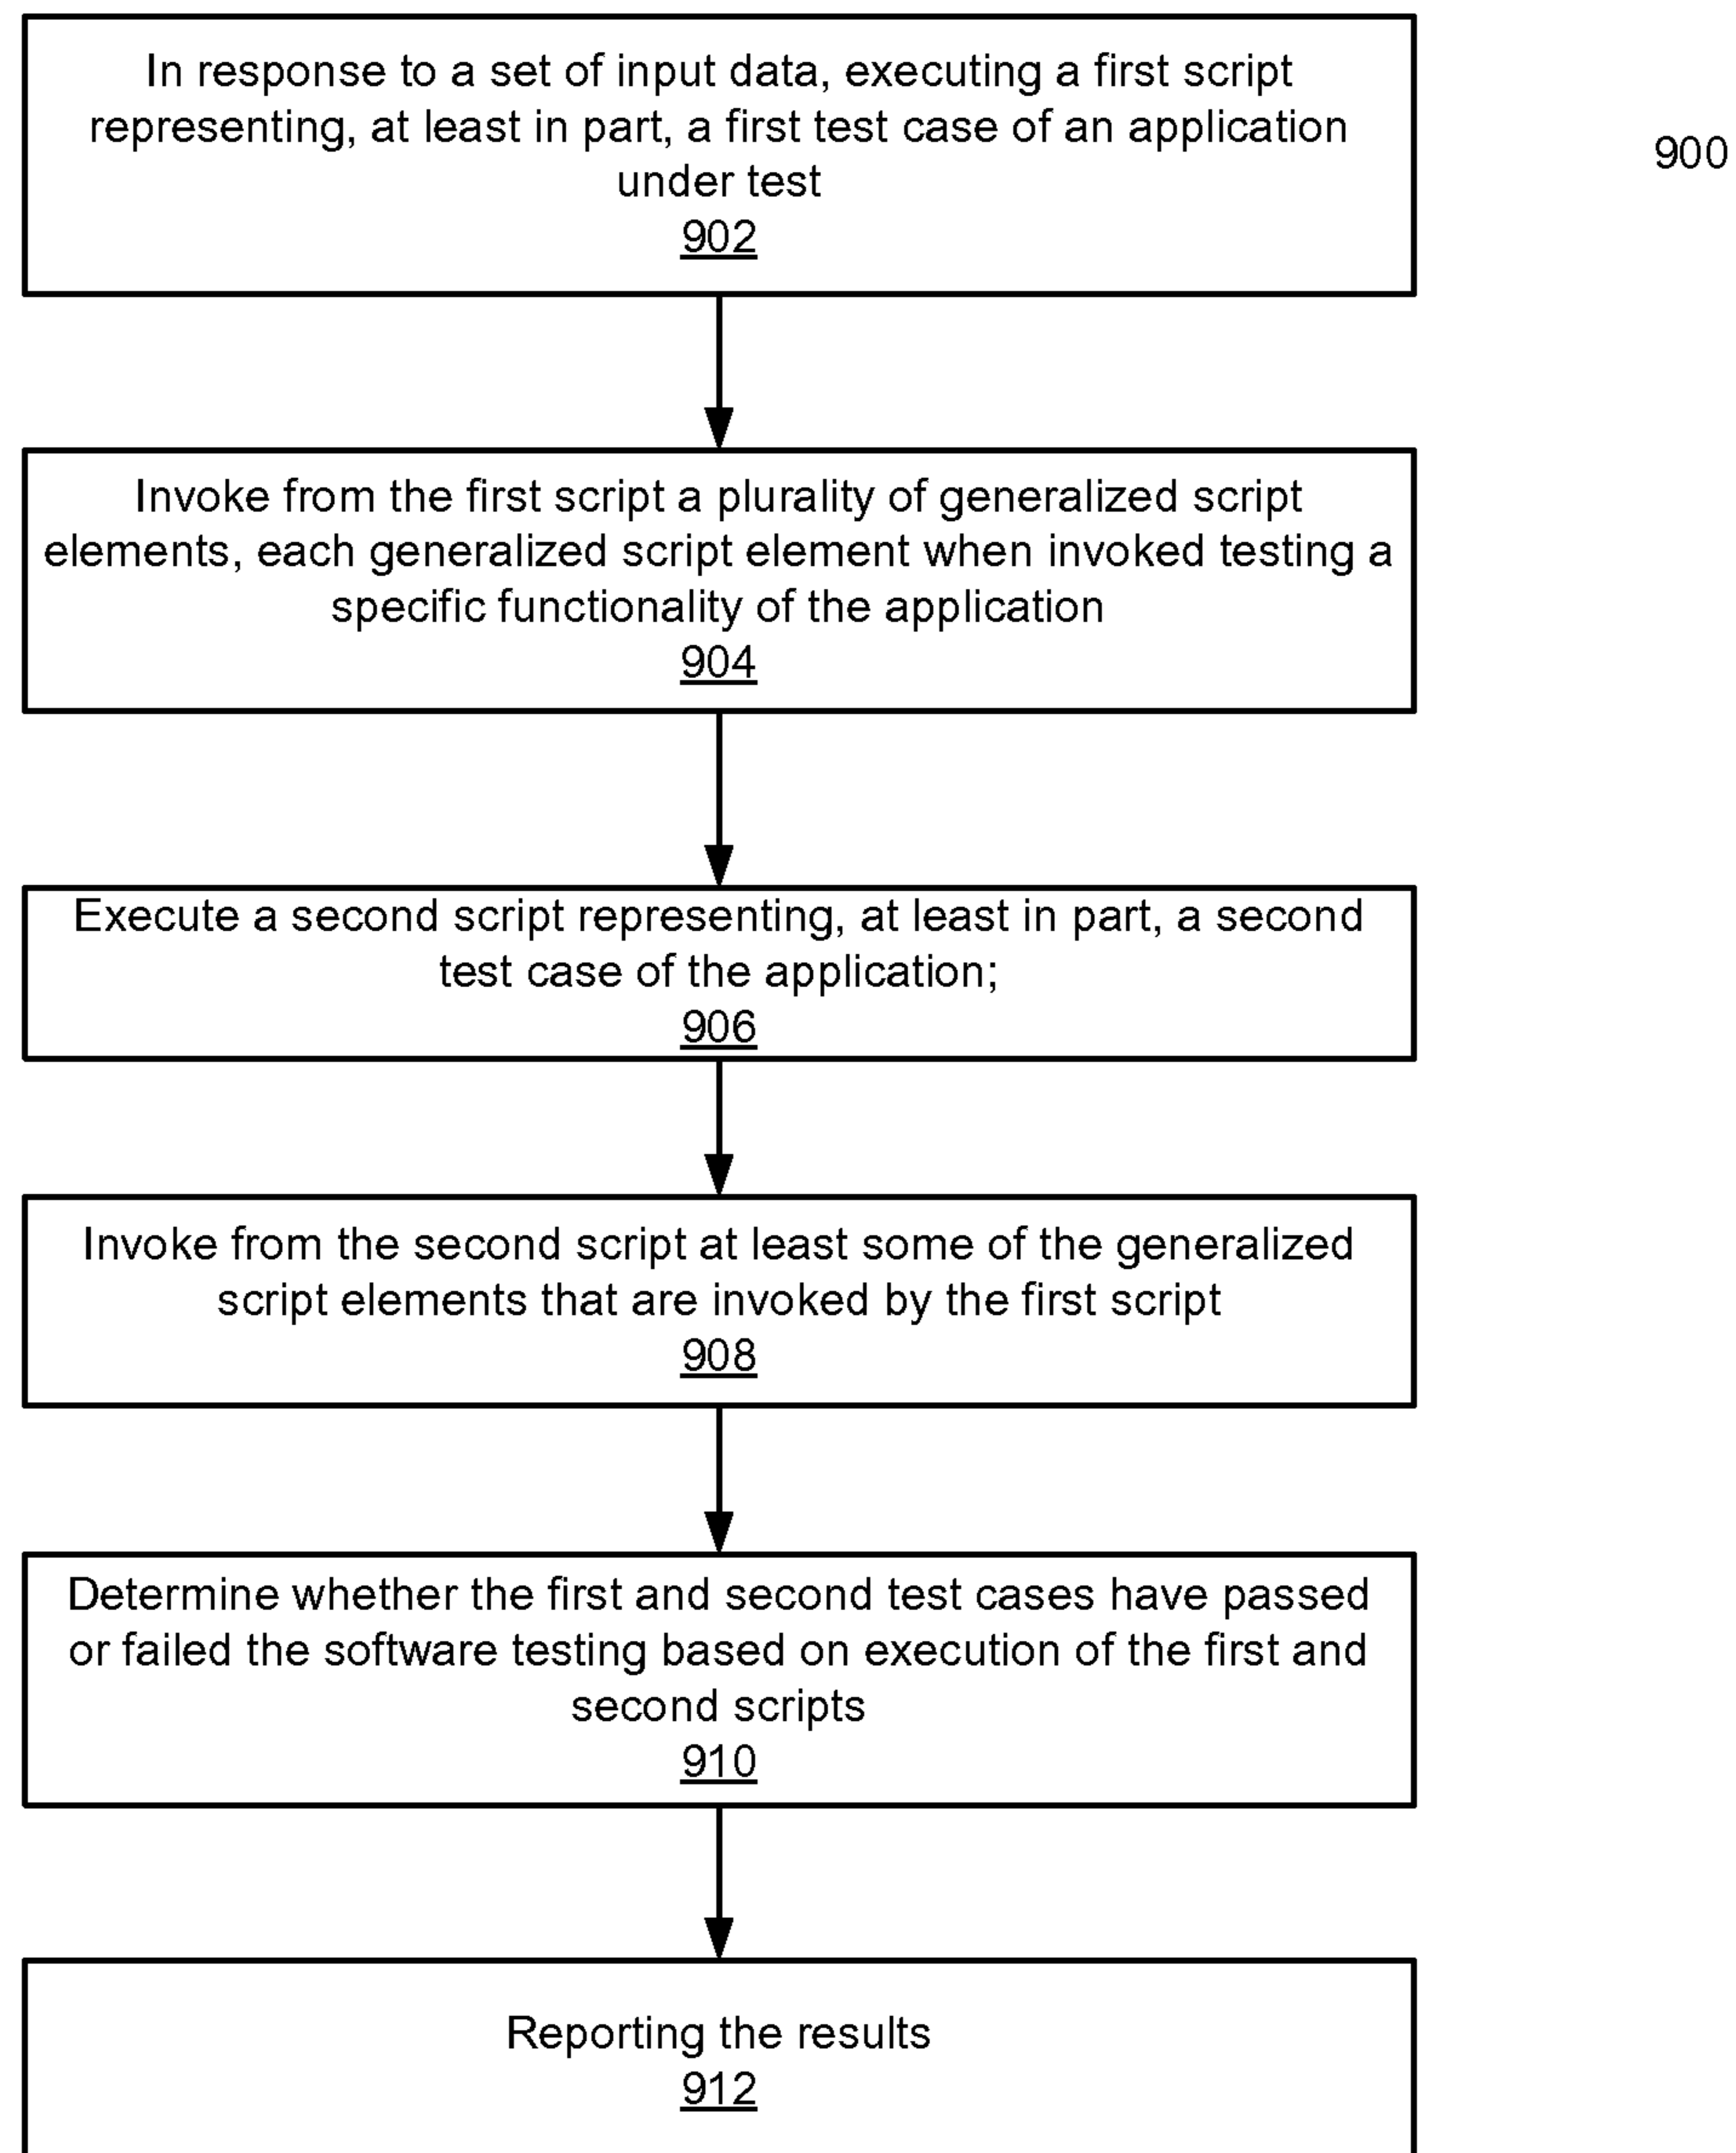 In response to a set of input data, executing a first script
representing, at least in part, a first test case of an application
under test
902
900
Invoke from the first script a plurality of generalized script
elements, each generalized script element when invoked testing a
specific functionality of the application
904
Execute a second script representing, at least in part, a second
test case of the application;
906
Invoke from the second script at least some of the generalized
script elements that are invoked by the first script
908
Determine whether the first and second test cases have passed
or failed the software testing based on execution of the first and
second scripts
910
Reporting the results
912